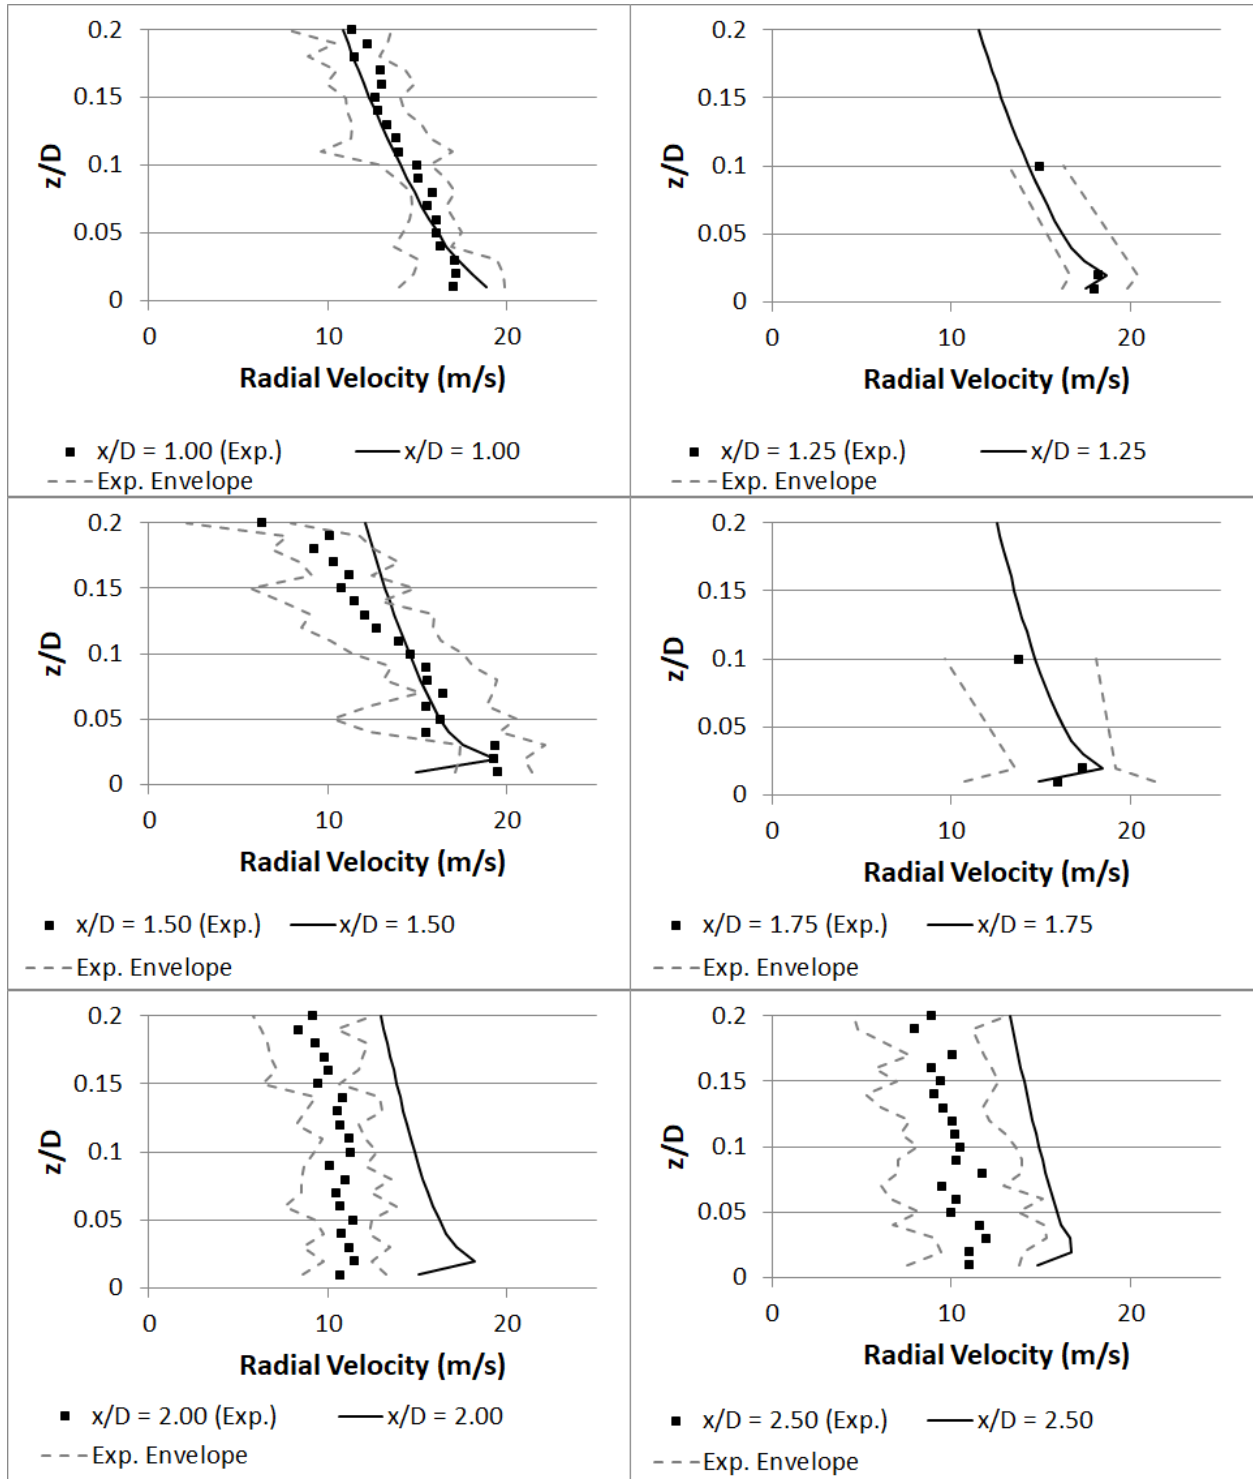 0.2
0.15
0.1
0.05
0
z/D
0 10 20
Radial Velocity (m/s)
x/D = 1.00 (Exp.) x/D = 1.00
Exp. Envelope
0.2
0.15
0.1
0.05
0
z/D
0 10 20
Radial Velocity (m/s)
x/D = 1.25 (Exp.) x/D = 1.25
Exp. Envelope
0.2
0.15
0.1
0.05
0
z/D
0 10 20
Radial Velocity (m/s)
x/D = 1.50 (Exp.) x/D = 1.50
Exp. Envelope
0.2
0.15
0.1
0.05
0
z/D
0 10 20
Radial Velocity (m/s)
x/D = 1.75 (Exp.) x/D = 1.75
Exp. Envelope
0.2
0.15
0.1
0.05
0
z/D
0 10 20
Radial Velocity (m/s)
x/D = 2.00 (Exp.) x/D = 2.00
Exp. Envelope
0.2
0.15
0.1
0.05
0
z/D
0 10 20
Radial Velocity (m/s)
x/D = 2.50 (Exp.) x/D = 2.50
Exp. Envelope